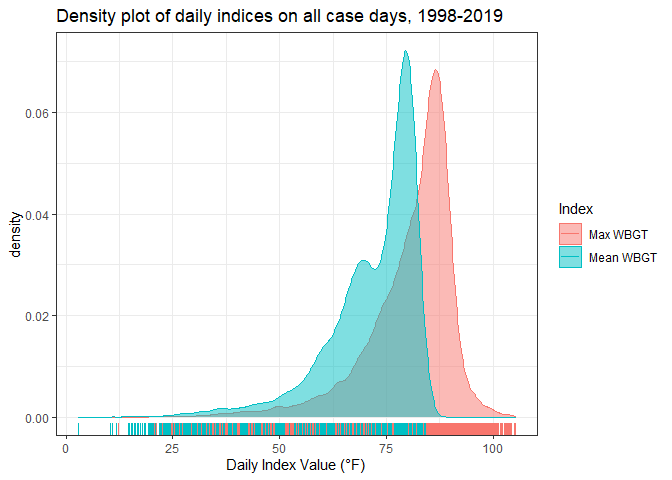 Density plot of daily indices on all case days, 1998-2019
density
0.06
0.04
0.02
0.00
0
25
50
75
100
Daily Index Value (°F)
Index
Max WBGT
Mean WBGT